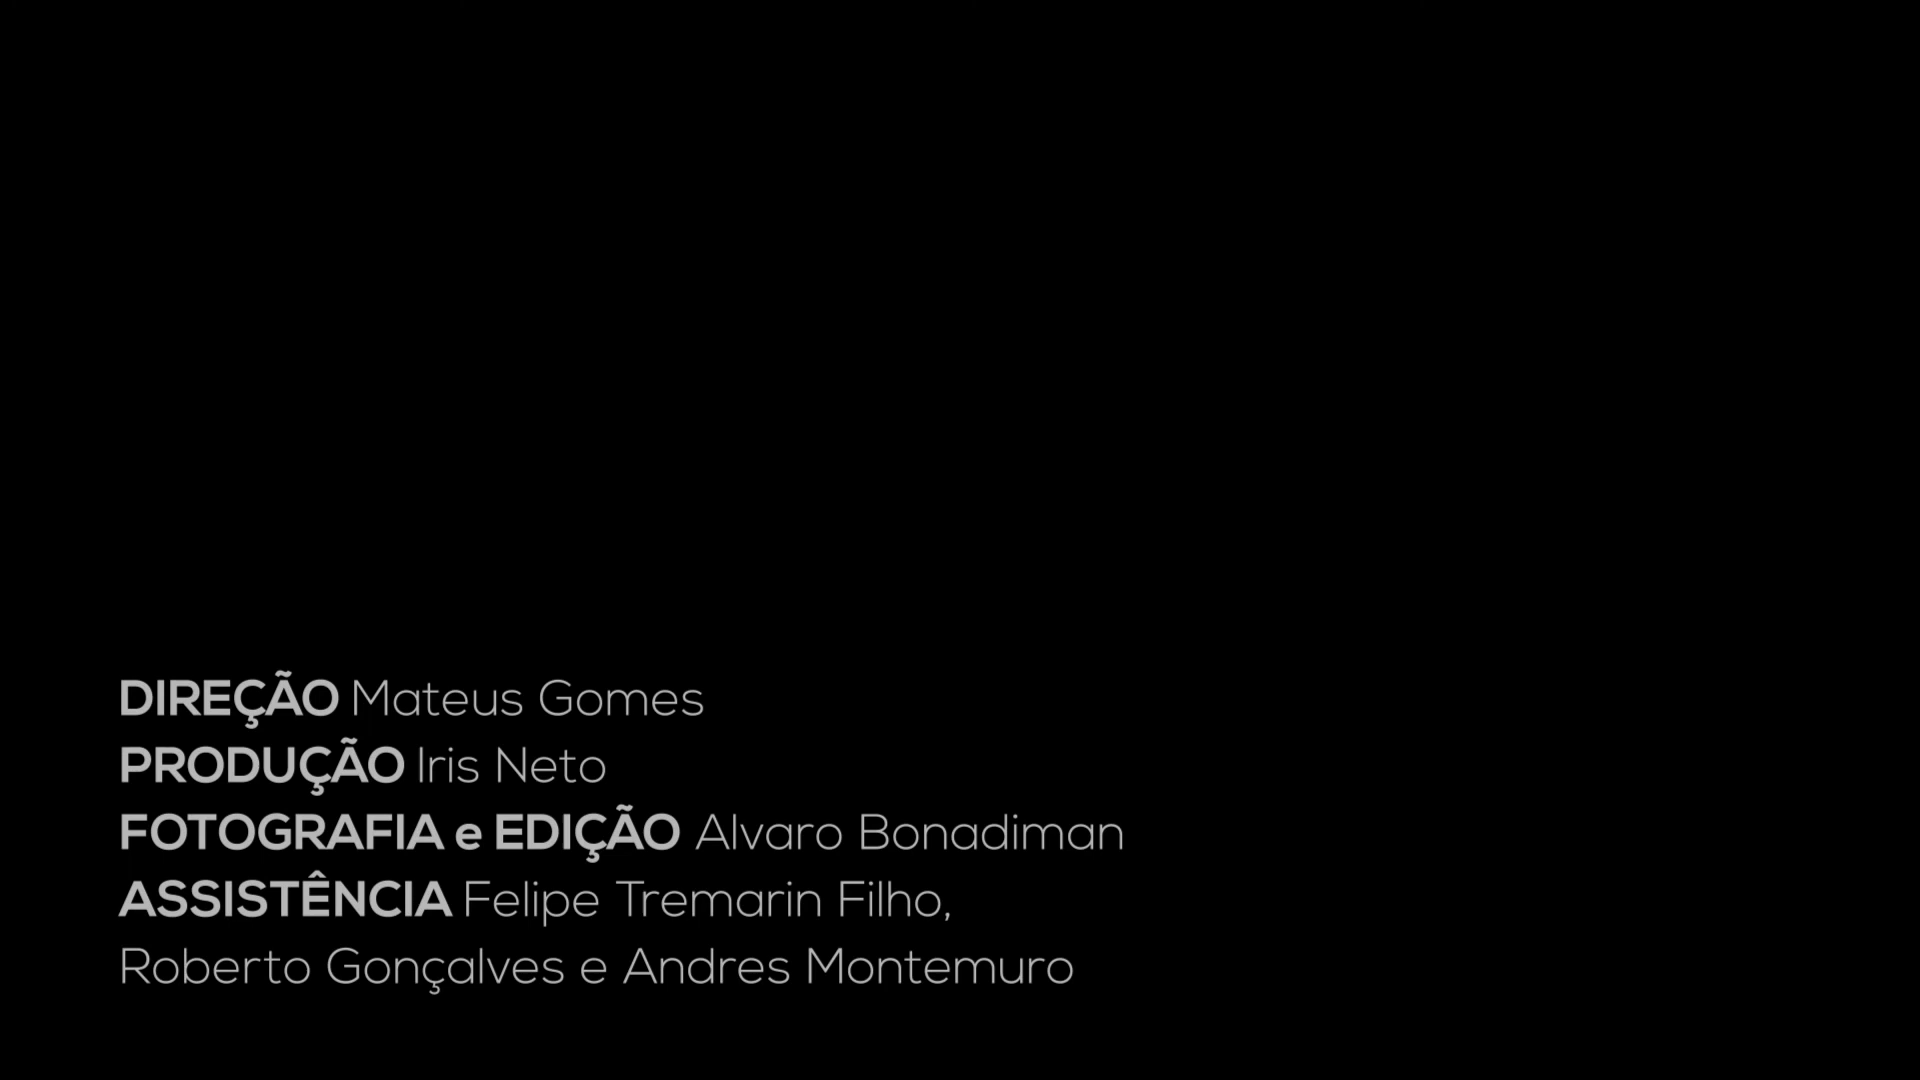 DIREÇÃO Mateus Gomes
PRODUÇÃO Iris Neto
FOTOGRAFIA e EDIÇÃO Alvaro Bonadiman
ASSISTÊNCIA Felipe Tremarin Filho,
Roberto Gonçalves e Andres Montemuro